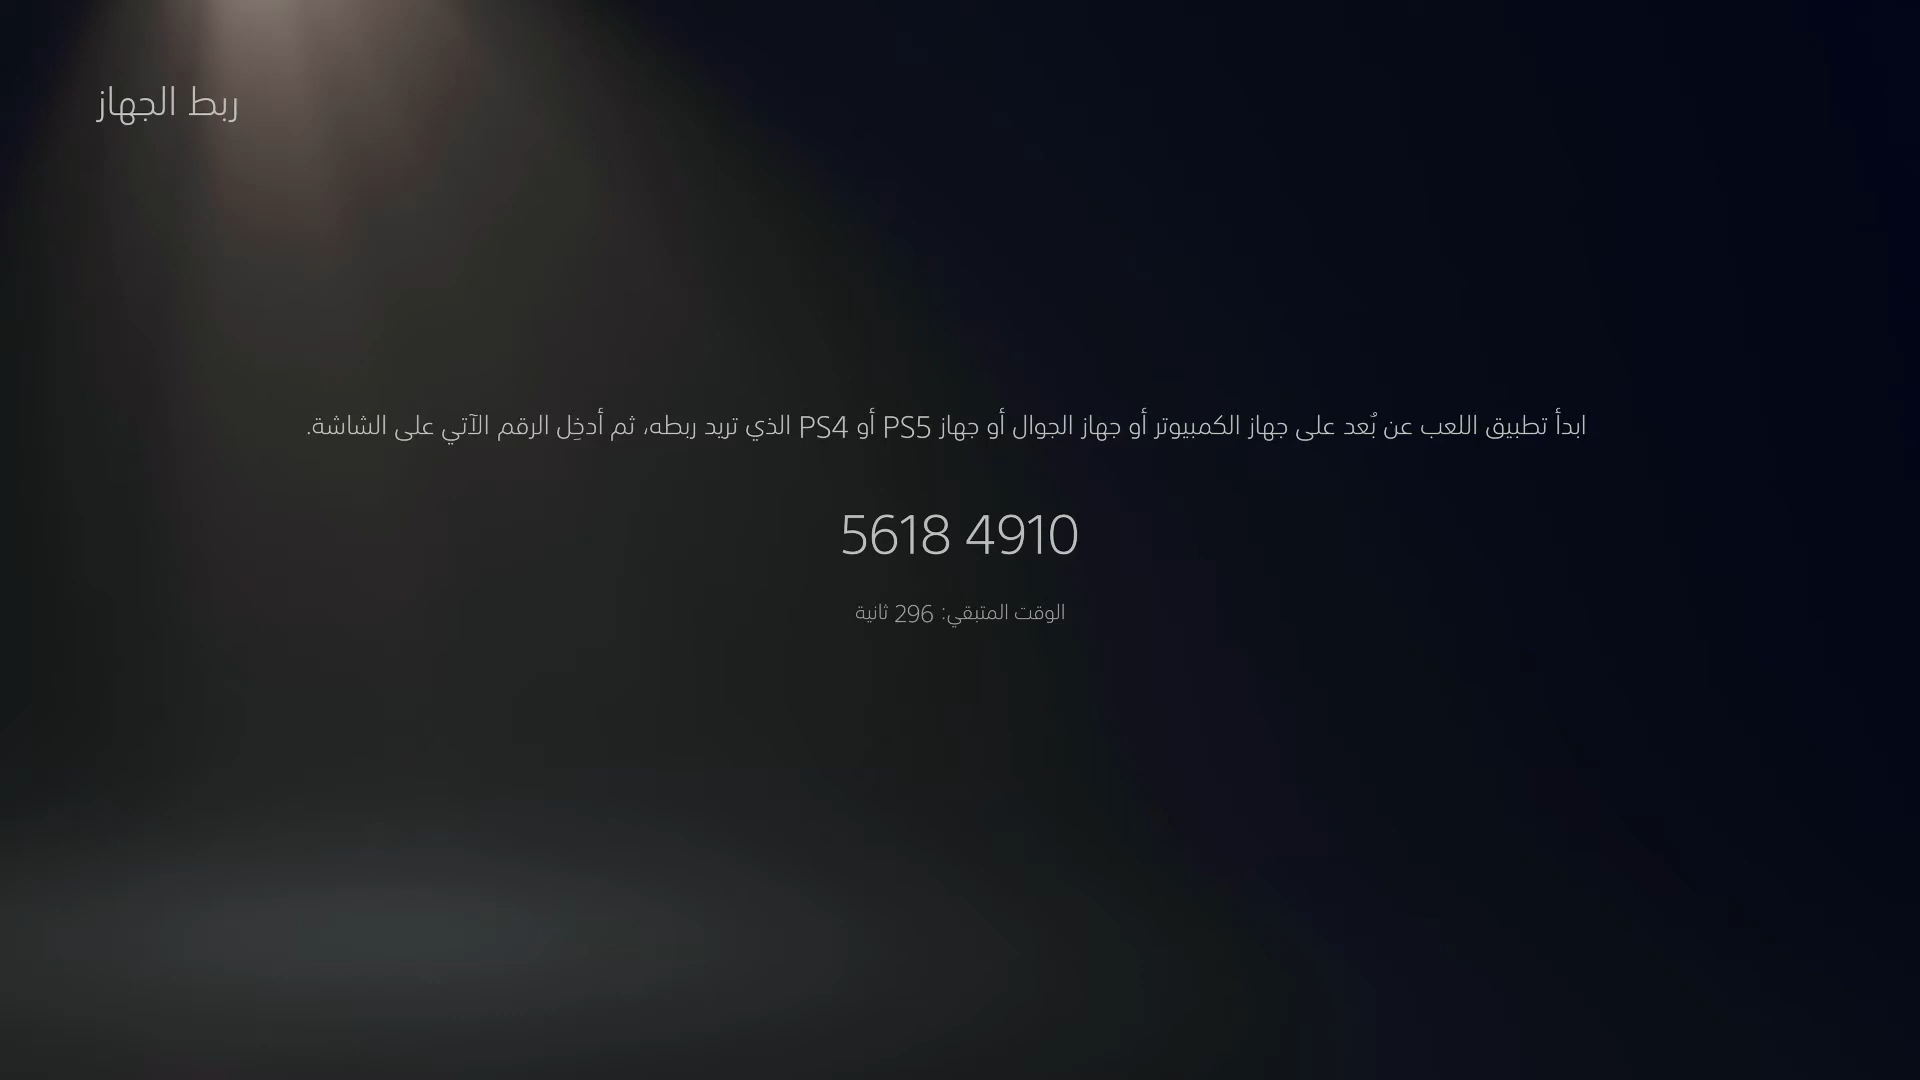 ربط الجهاز
ابدأ تطبيق اللعب عن بُعد على جهاز الكمبيوتر أو جهاز الجوال أو جهاز PS5 أو PS4 الذي تريد ربطه، ثم أدخِل الرقم الآتي على الشاشة.
5618 4910
الوقت المتبقي: 296 ثانية